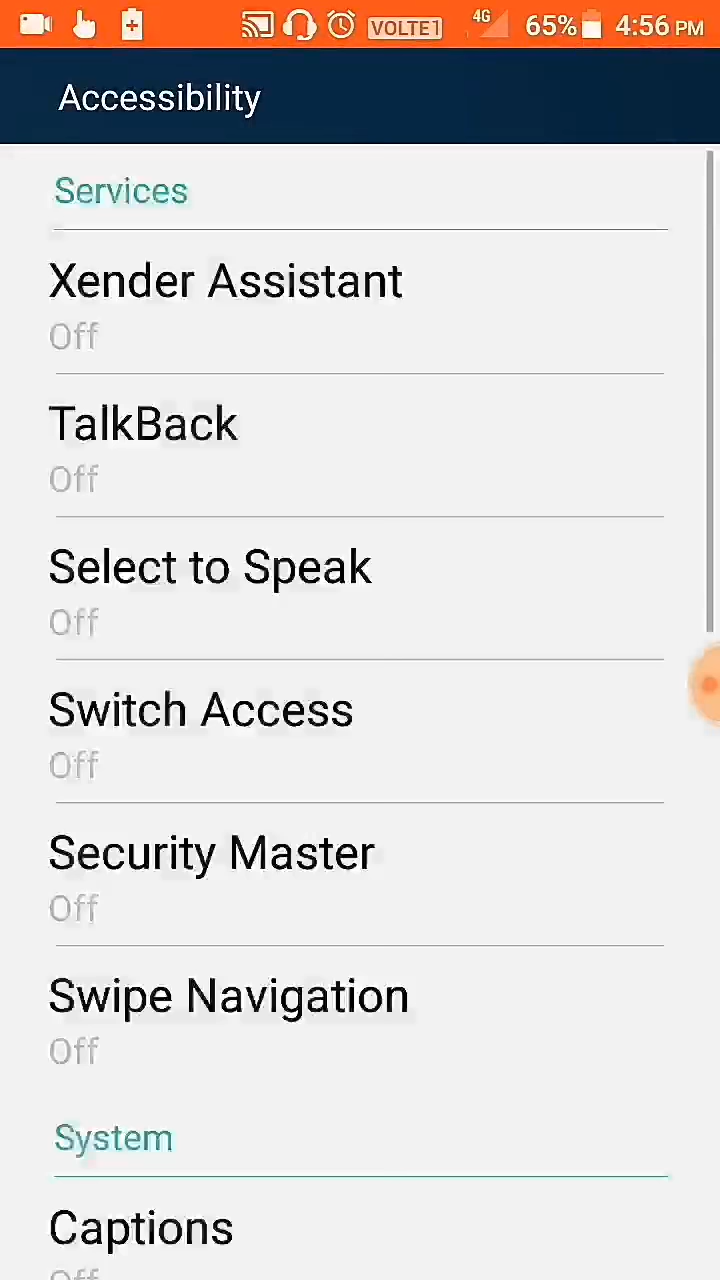 VOLTE1 4G 65% 4:56 PM
Accessibility
Services
Xender Assistant
Off
TalkBack
Off
Select to Speak
Off
Switch Access
Off
Security Master
Off
Swipe Navigation
Off
System
Captions
Off